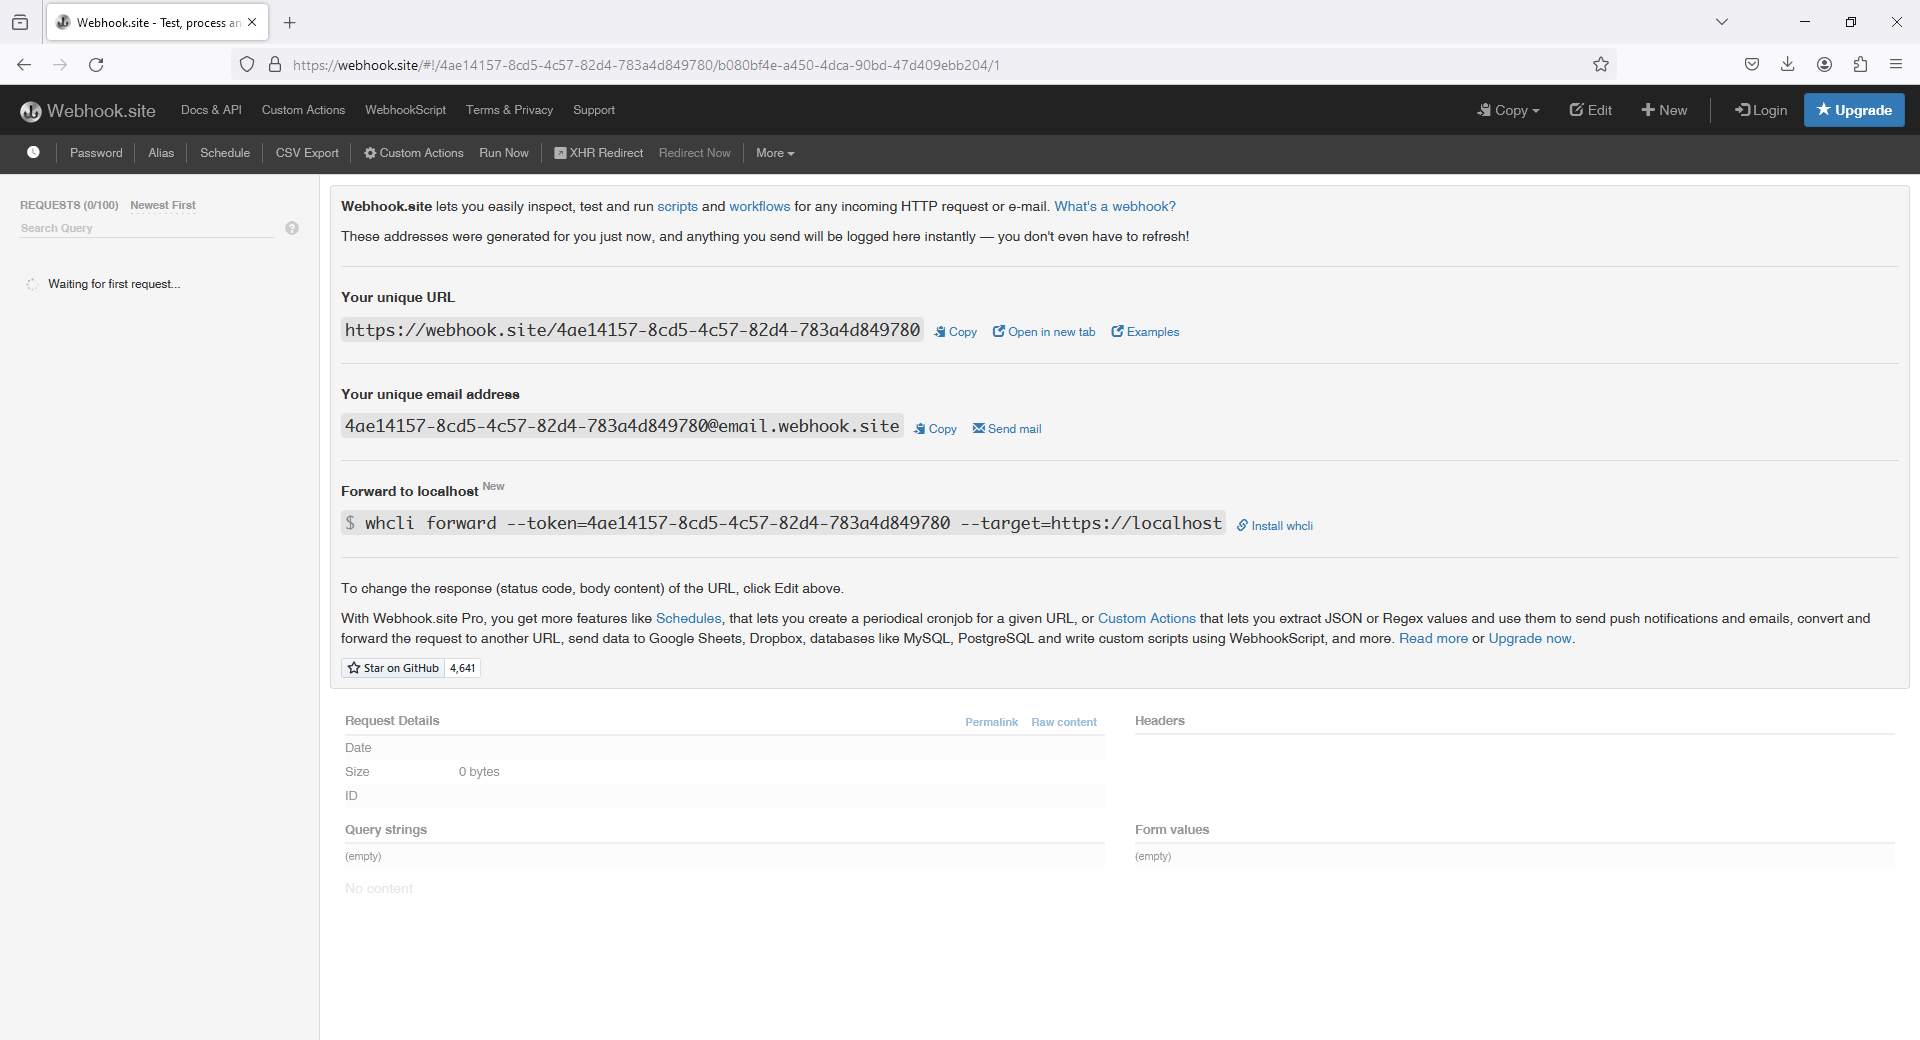 Webhook.site - Test, process an
https://webhook.site/#!/4ae14157-8cd5-4c57-82d4-783a4d849780/b080bf4e-a450-4dca-90bd-47d409ebb204/1
Webhook.site Docs & API Custom Actions WebhookScript Terms & Privacy Support Copy Edit New Login Upgrade
Password Alias Schedule CSV Export Custom Actions Run Now XHR Redirect Redirect Now More
REQUESTS (0/100) Newest First
Search Query ?
Waiting for first request...
Webhook.site lets you easily inspect, test and run scripts and workflows for any incoming HTTP request or e-mail. What's a webhook?
These addresses were generated for you just now, and anything you send will be logged here instantly — you don't even have to refresh!
Your unique URL
https://webhook.site/4ae14157-8cd5-4c57-82d4-783a4d849780 Copy Open in new tab Examples
Your unique email address
4ae14157-8cd5-4c57-82d4-783a4d849780@email.webhook.site Copy Send mail
Forward to localhost New
$ whcli forward --token=4ae14157-8cd5-4c57-82d4-783a4d849780 --target=https://localhost Install whcli
To change the response (status code, body content) of the URL, click Edit above.
With Webhook.site Pro, you get more features like Schedules, that lets you create a periodical cronjob for a given URL, or Custom Actions that lets you extract JSON or Regex values and use them to send push notifications and emails, convert and
forward the request to another URL, send data to Google Sheets, Dropbox, databases like MySQL, PostgreSQL and write custom scripts using WebhookScript, and more. Read more or Upgrade now.
Star on GitHub 4,641
Request Details Permalink Raw content
Date
Size 0 bytes
ID
Headers
Query strings
(empty)
Form values
(empty)
No content